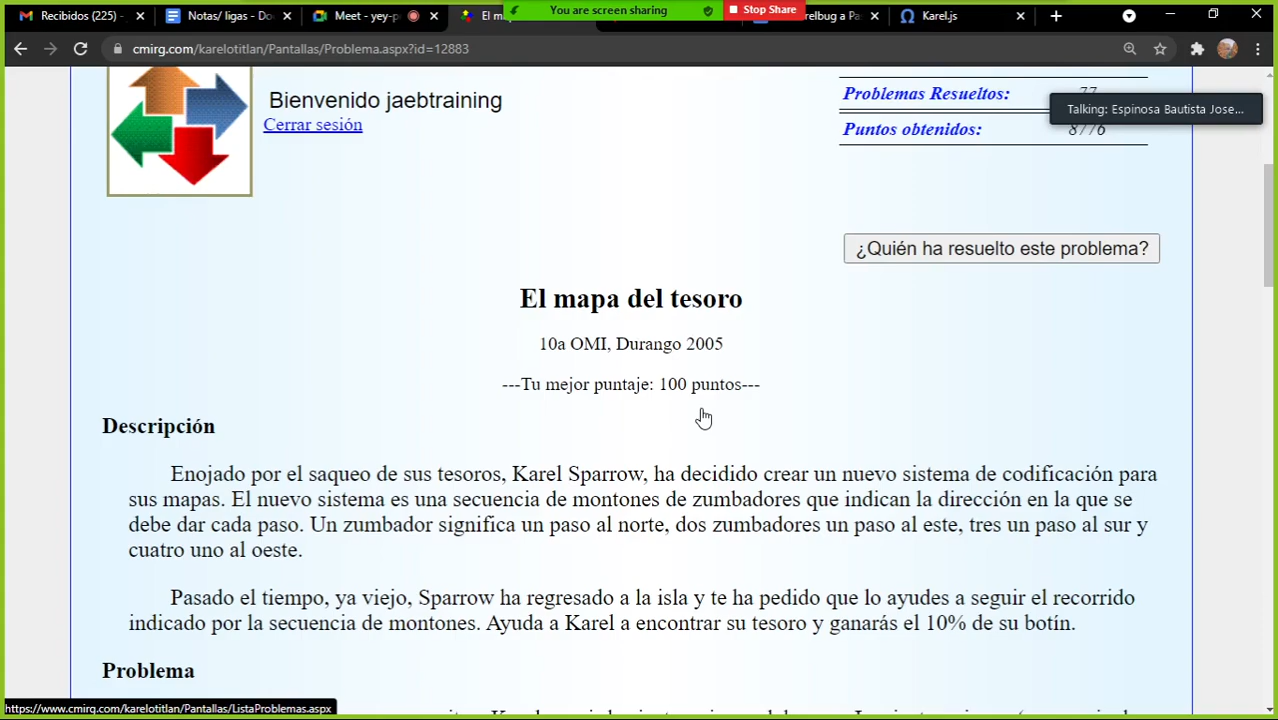 Recibidos (225) -
Notas/ ligas - Do
Meet - yey-p
El ma
You are screen sharing
Stop Share
relbug a Pa
Karel.js
cmirg.com/karelotitlan/Pantallas/Problema.aspx?id=12883
Bienvenido jaebtraining
Cerrar sesión
Problemas Resueltos:
77
Talking: Espinosa Bautista Jose...
Puntos obtenidos:
8776
¿Quién ha resuelto este problema?
El mapa del tesoro
10a OMI, Durango 2005
---Tu mejor puntaje: 100 puntos---
Descripción
Enojado por el saqueo de sus tesoros, Karel Sparrow, ha decidido crear un nuevo sistema de codificación para
sus mapas. El nuevo sistema es una secuencia de montones de zumbadores que indican la dirección en la que se
debe dar cada paso. Un zumbador significa un paso al norte, dos zumbadores un paso al este, tres un paso al sur y
cuatro uno al oeste.
Pasado el tiempo, ya viejo, Sparrow ha regresado a la isla y te ha pedido que lo ayudes a seguir el recorrido
indicado por la secuencia de montones. Ayuda a Karel a encontrar su tesoro y ganarás el 10% de su botín.
Problema
https://www.cmirg.com/karelotitlan/Pantallas/ListaProblemas.aspx